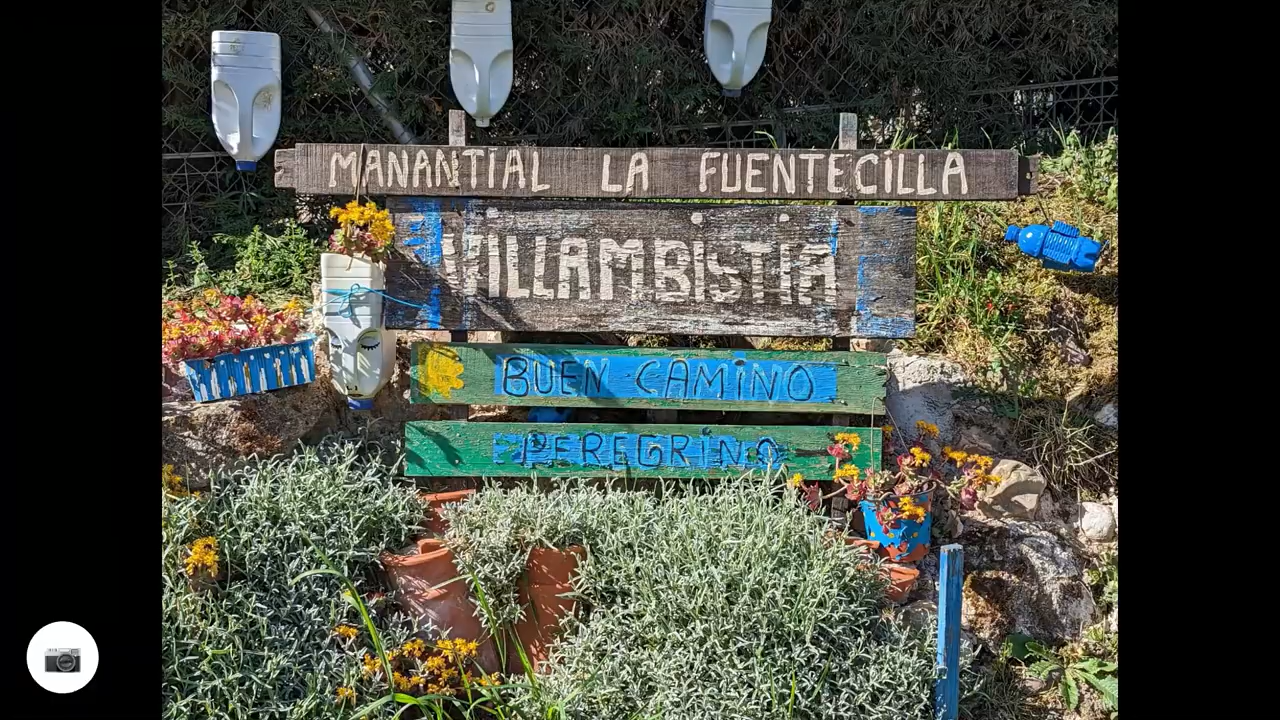 MANANTIAL LA FUENTECILLA
VILLAMBISTIA
BUEN CAMINO
PEREGRINO